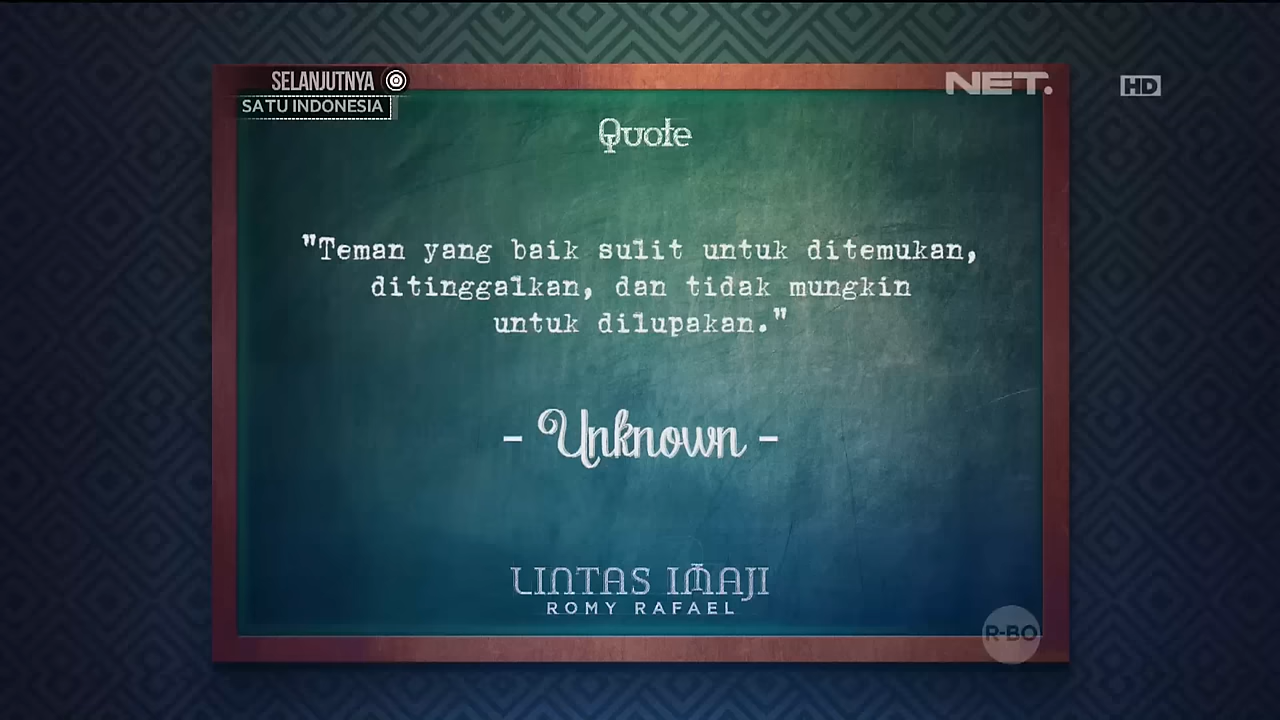 SELANJUTNYA
SATU INDONESIA
NET.
HD
Quote
"Teman yang baik sulit untuk ditemukan,
ditinggalkan, dan tidak mungkin
untuk dilupakan."
- Unknown -
LINTAS IMAJI
ROMY RAFAEL
R-BO